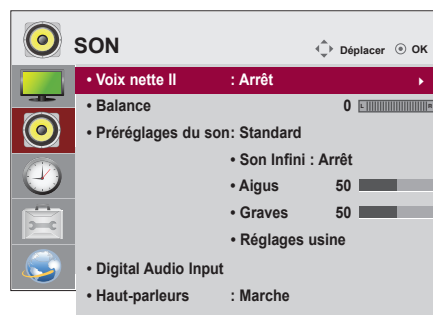 SON
Déplacer OK
• Voix nette II : Arrêt
• Balance 0 L R
• Préréglages du son: Standard
• Son Infini : Arrêt
• Aigus 50
• Graves 50
• Réglages usine
• Digital Audio Input
• Haut-parleurs : Marche